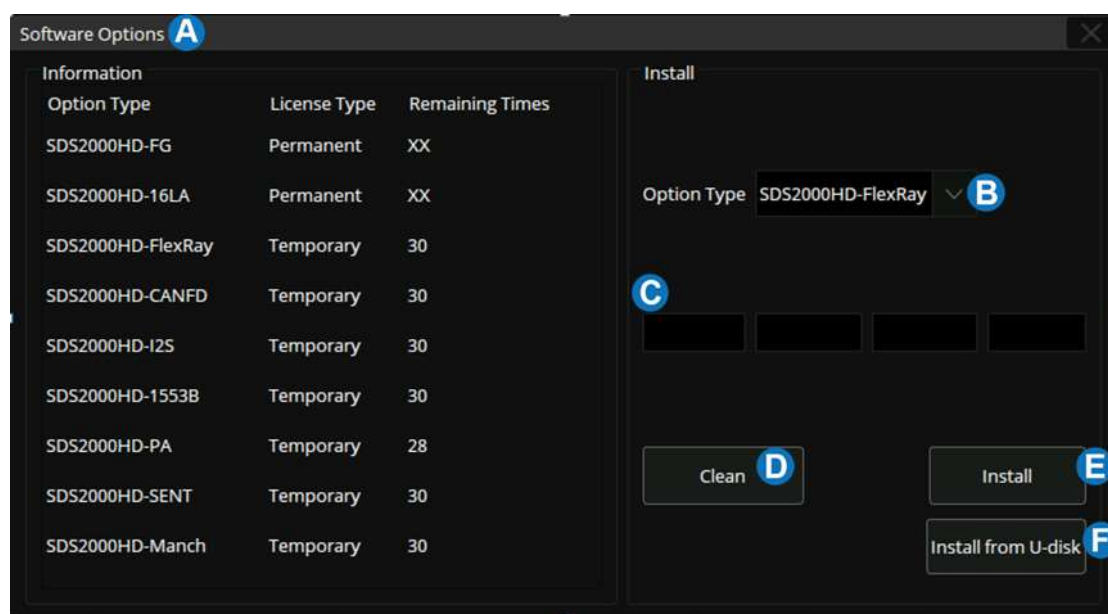 Software Options A
Information
Option Type License Type Remaining Times
SDS2000HD-FG Permanent XX
SDS2000HD-16LA Permanent XX
SDS2000HD-FlexRay Temporary 30
SDS2000HD-CANFD Temporary 30
SDS2000HD-I2S Temporary 30
SDS2000HD-1553B Temporary 30
SDS2000HD-PA Temporary 28
SDS2000HD-SENT Temporary 30
SDS2000HD-Manch Temporary 30
Install
Option Type SDS2000HD-FlexRay B
C
Clean D
Install E
Install from U-disk F